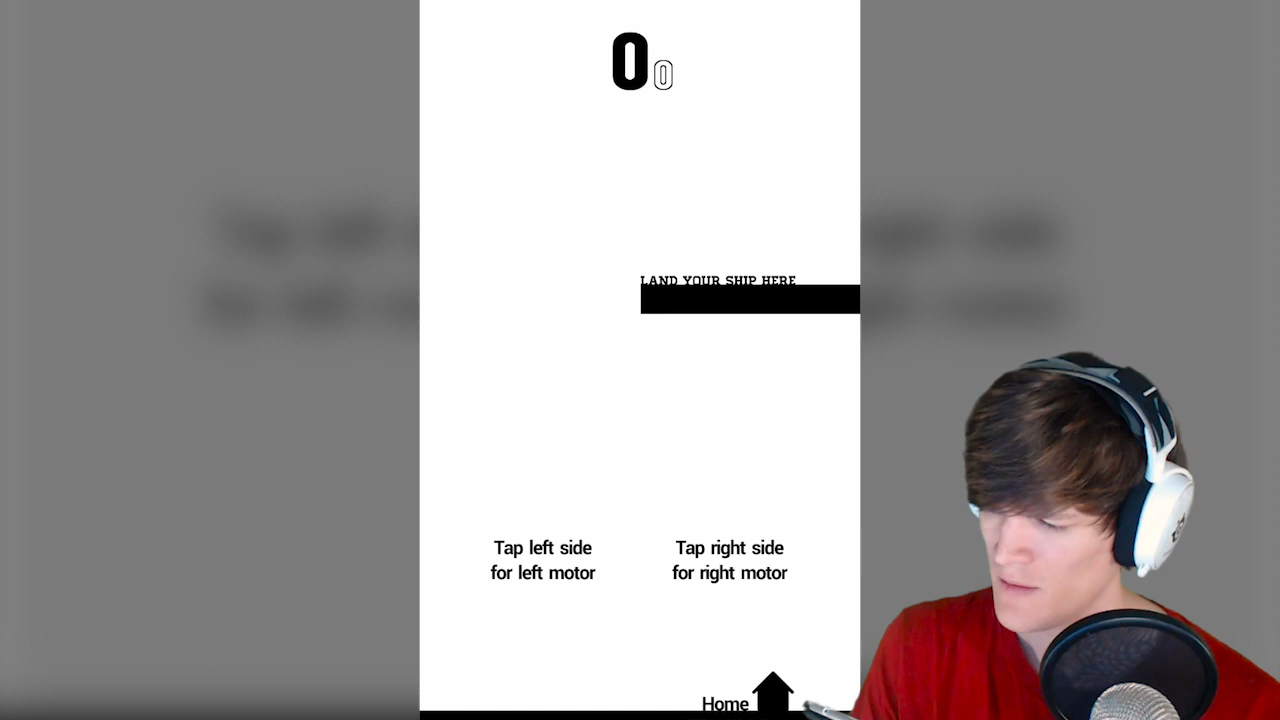 0 0
LAND YOUR SHIP HERE
Tap left side
for left motor
Tap right side
for right motor
Home